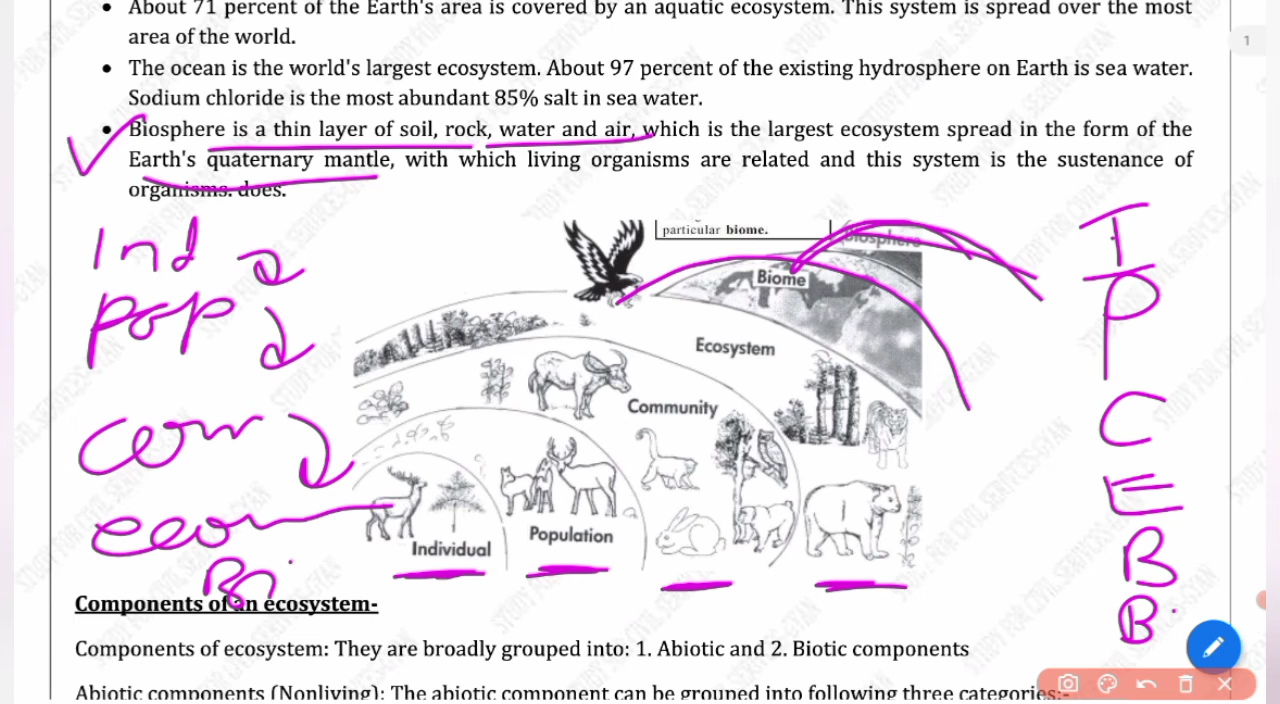 • About 71 percent of the Earth's area is covered by an aquatic ecosystem. This system is spread over the most
area of the world.
1
• The ocean is the world's largest ecosystem. About 97 percent of the existing hydrosphere on Earth is sea water.
Sodium chloride is the most abundant 85% salt in sea water.
• Biosphere is a thin layer of soil, rock, water and air, which is the largest ecosystem spread in the form of the
Earth's quaternary mantle, with which living organisms are related and this system is the sustenance of
organisms. does.
particular biome.
Biosphere
Biome
Ecosystem
Community
Population
Individual
Ind
pop
com
I
P
C
E
B
B
Components of an ecosystem-
Components of ecosystem: They are broadly grouped into: 1. Abiotic and 2. Biotic components
Abiotic components (Nonliving): The abiotic component can be grouped into following three categories:-
STUDY FOR CIVIL SERVICES-GYAN